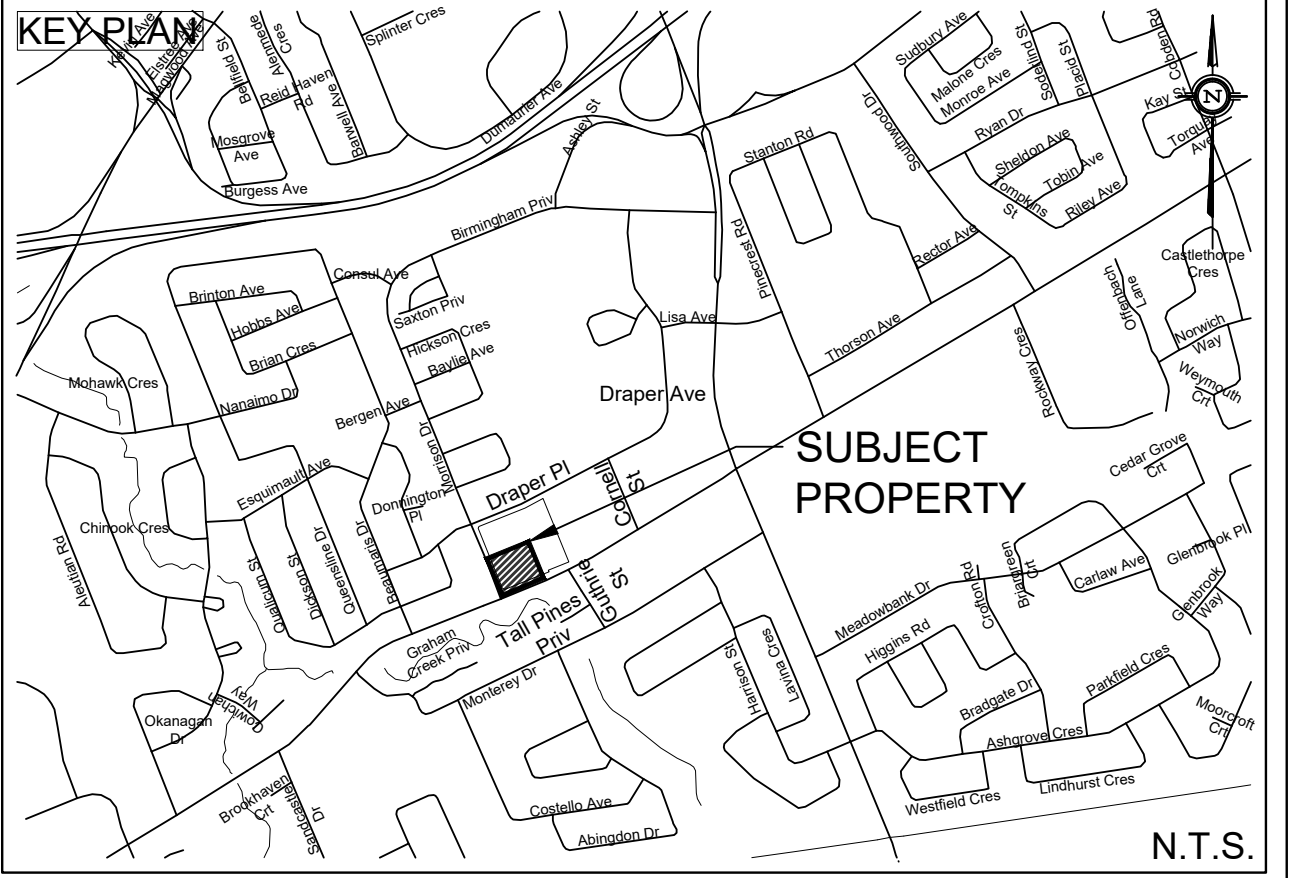 KEY PLAN
Elstree Ave
Magwood Ave
Bellfield St
Alenmede
Cres
Reid Haven
Rd
Banwell Ave
Splinter Cres
Dumaurier Ave
Ashley St
Mosgrove
Ave
Burgess Ave
Birmingham Priv
Stanton Rd
Southwood Dr
Sudbury Ave
Malone Cres
Monroe Ave
Soderlind St
Placid St
Cobden Rd
Kay St
Torquay
Ave
N
Ryan Dr
Sheldon Ave
Tobin Ave
Tompkins
St
Riley Ave
Rector Ave
Castlethorpe
Cres
Consul Ave
Brinton Ave
Hobbs Ave
Brian Cres
Saxton Priv
Hickson Cres
Baylie Ave
Pinecrest Rd
Lisa Ave
Thorson Ave
Offenbach
Lane
Norwich
Way
Weymouth
Crt
Rockway Cres
Mohawk Cres
Nanaimo Dr
Bergen Ave
Draper Ave
Morrison Dr
SUBJECT
PROPERTY
Cedar Grove
Crt
Esquimault Ave
Donnington
Pl
Draper Pl
Cornell
St
Chinook Cres
Aleutian Rd
Qualicum St
Dickson St
Queensline Dr
Beaumaris Dr
Guthrie
St
Tall Pines
Priv
Graham
Creek Priv
Monterey Dr
Meadowbank Dr
Higgins Rd
Crofton Rd
Briargreen
Crt
Carlaw Ave
Glenbrook Pl
Glenbrook
Way
Harrison St
Lavina Cres
Bradgate Dr
Parkfield Cres
Ashgrove Cres
Moorcroft
Crt
Okanagan
Dr
Cowichan
Way
Brookhaven
Crt
Sandcastle
Dr
Costello Ave
Abingdon Dr
Westfield Cres
Lindhurst Cres
N.T.S.